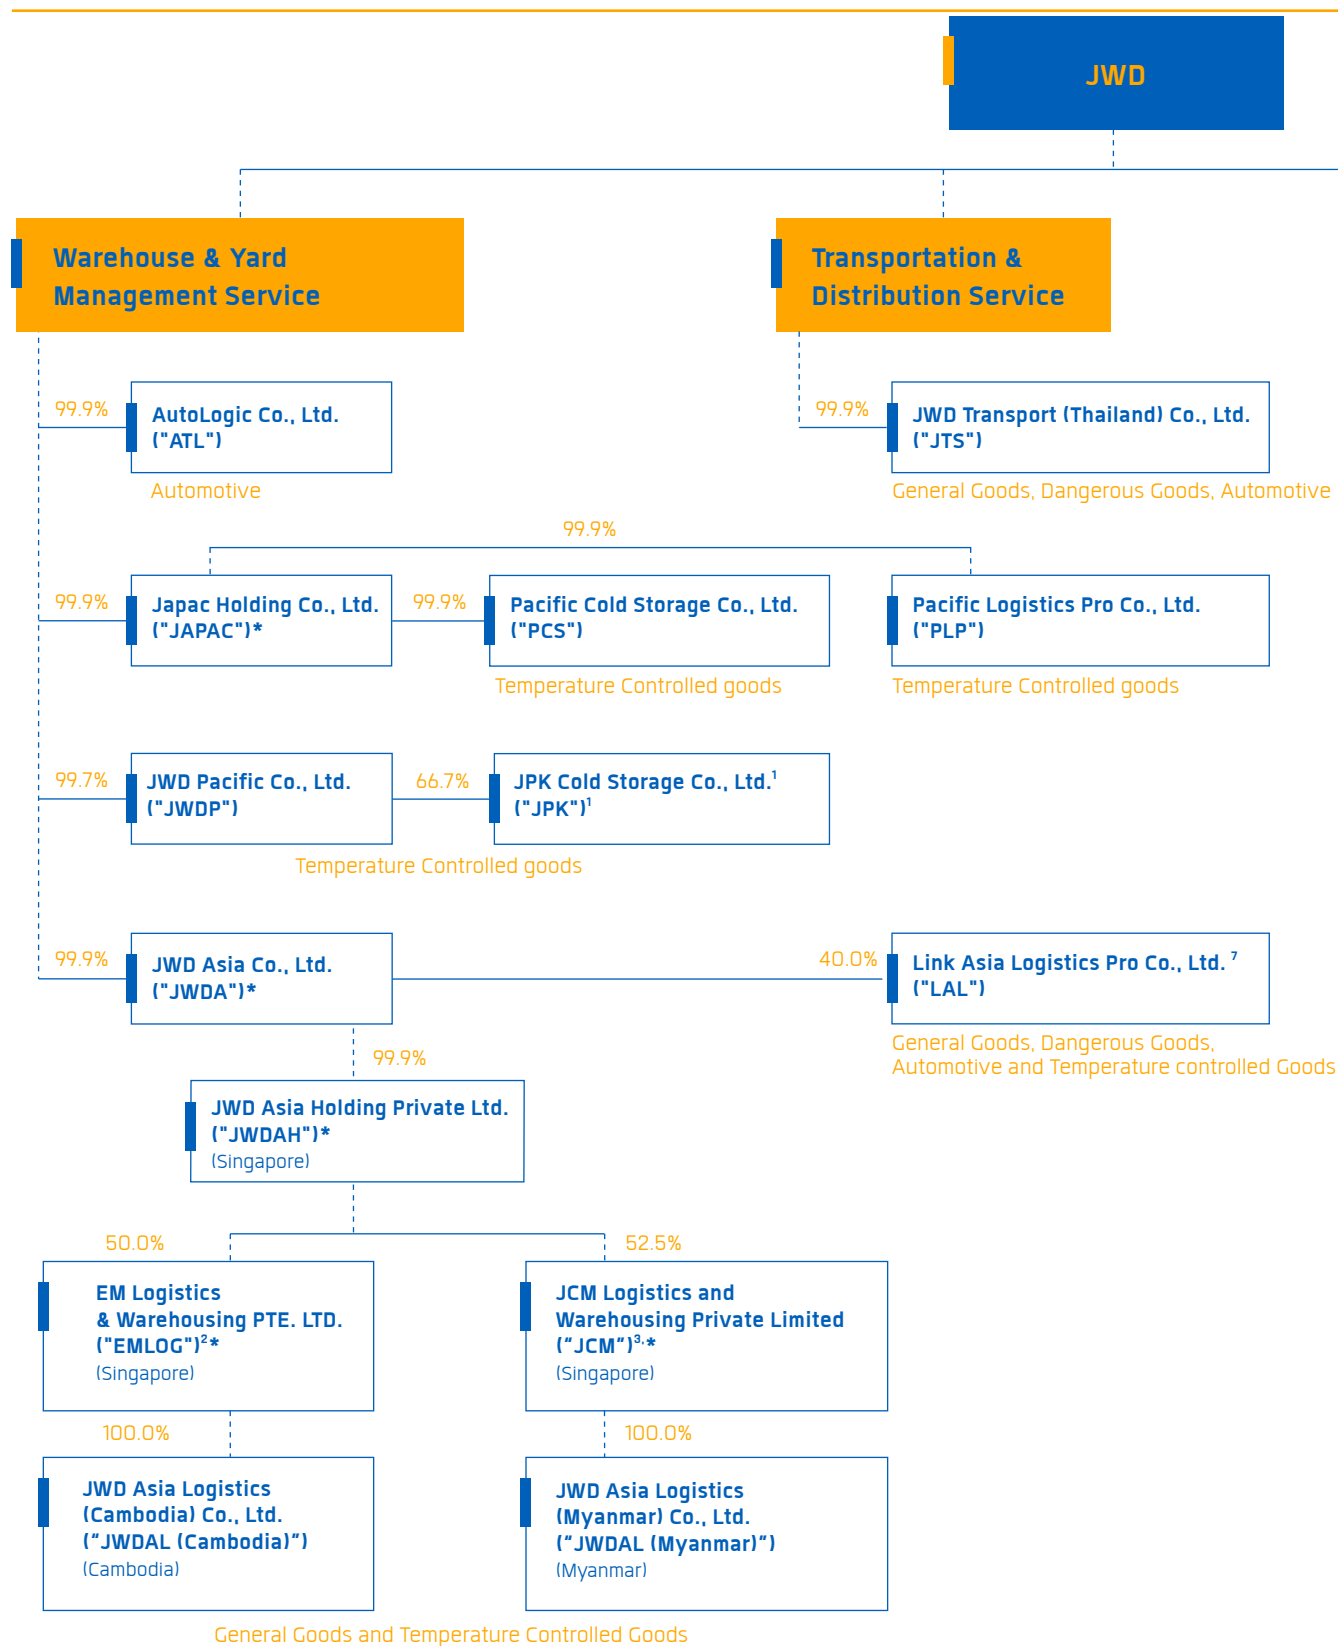 JWD
Warehouse & Yard
Management Service
Transportation &
Distribution Service
99.9%
AutoLogic Co., Ltd.
("ATL")
Automotive
99.9%
JWD Transport (Thailand) Co., Ltd.
("JTS")
General Goods, Dangerous Goods, Automotive
99.9%
99.9%
Japac Holding Co., Ltd.
("JAPAC")*
99.9%
Pacific Cold Storage Co., Ltd.
("PCS")
Temperature Controlled goods
Pacific Logistics Pro Co., Ltd.
("PLP")
Temperature Controlled goods
99.7%
JWD Pacific Co., Ltd.
("JWDP")
66.7%
JPK Cold Storage Co., Ltd.¹
("JPK")¹
Temperature Controlled goods
99.9%
JWD Asia Co., Ltd.
("JWDA")*
40.0%
Link Asia Logistics Pro Co., Ltd. ⁷
("LAL")
General Goods, Dangerous Goods,
Automotive and Temperature controlled Goods
99.9%
JWD Asia Holding Private Ltd.
("JWDAH")*
(Singapore)
50.0%
EM Logistics
& Warehousing PTE. LTD.
("EMLOG")²*
(Singapore)
52.5%
JCM Logistics and
Warehousing Private Limited
(“JCM”)³,*
(Singapore)
100.0%
JWD Asia Logistics
(Cambodia) Co., Ltd.
(“JWDAL (Cambodia)”)
(Cambodia)
100.0%
JWD Asia Logistics
(Myanmar) Co., Ltd.
(“JWDAL (Myanmar)”)
(Myanmar)
General Goods and Temperature Controlled Goods